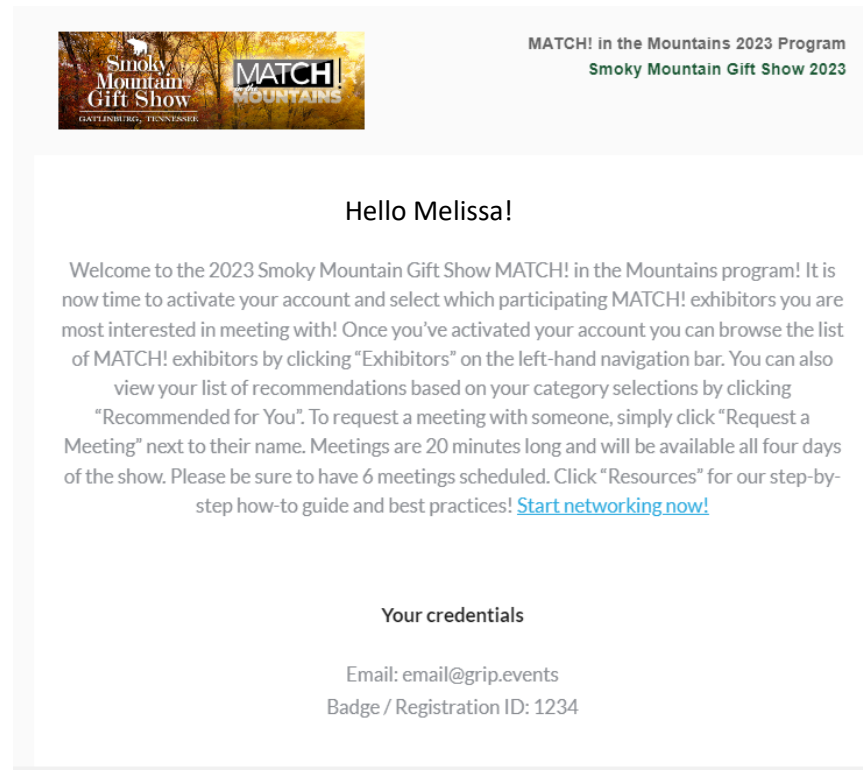 Smoky
Mountain
Gift Show
GATLINBURG, TENNESSEE
MATCH!
in the
MOUNTAINS
MATCH! in the Mountains 2023 Program
Smoky Mountain Gift Show 2023
Hello Melissa!
Welcome to the 2023 Smoky Mountain Gift Show MATCH! in the Mountains program! It is
now time to activate your account and select which participating MATCH! exhibitors you are
most interested in meeting with! Once you’ve activated your account you can browse the list
of MATCH! exhibitors by clicking “Exhibitors” on the left-hand navigation bar. You can also
view your list of recommendations based on your category selections by clicking
“Recommended for You”. To request a meeting with someone, simply click “Request a
Meeting” next to their name. Meetings are 20 minutes long and will be available all four days
of the show. Please be sure to have 6 meetings scheduled. Click “Resources” for our step-by-
step how-to guide and best practices! Start networking now!
Your credentials
Email: email@grip.events
Badge / Registration ID: 1234